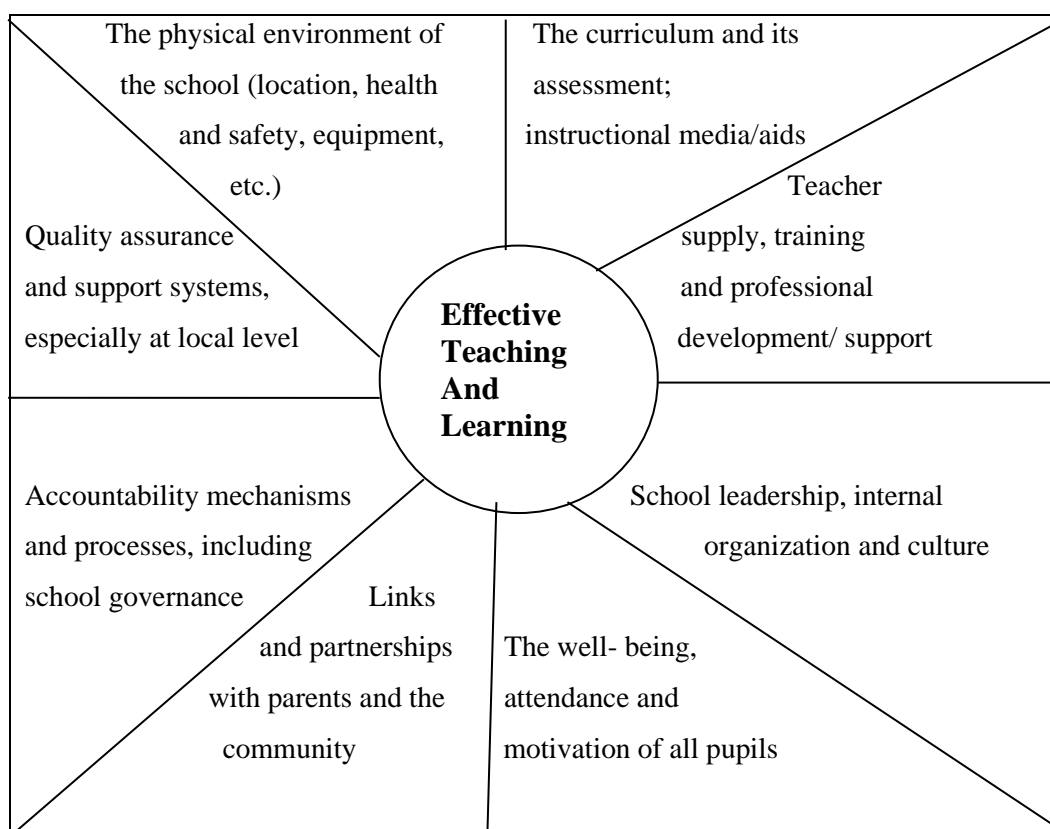 The physical environment of
the school (location, health
and safety, equipment,
etc.)
The curriculum and its
assessment;
instructional media/aids
Teacher
supply, training
and professional
development/ support
Quality assurance
and support systems,
especially at local level
Effective
Teaching
And
Learning
Accountability mechanisms
and processes, including
school governance
School leadership, internal
organization and culture
Links
and partnerships
with parents and the
community
The well- being,
attendance and
motivation of all pupils